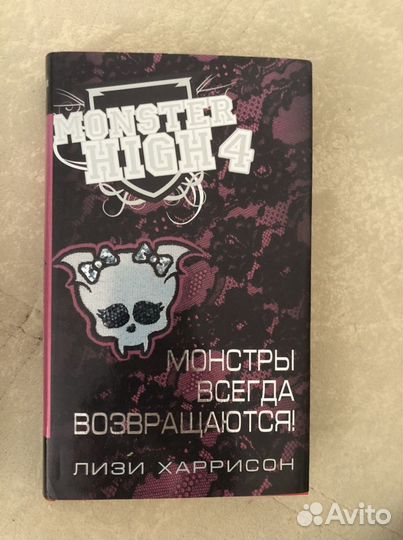 MONSTER
HIGH 4
МОНСТРЫ
ВСЕГДА
ВОЗВРАЩАЮТСЯ!
ЛИЗИ ХАРРИСОН
Avito